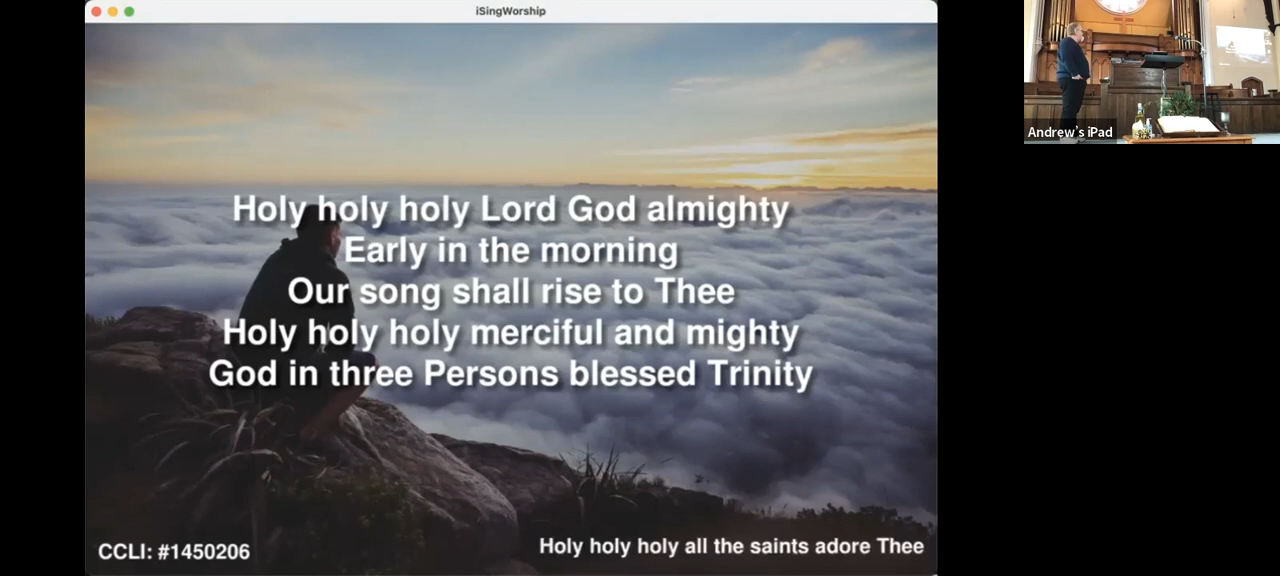 iSingWorship
Holy holy holy Lord God almighty
Early in the morning
Our song shall rise to Thee
Holy holy holy merciful and mighty
God in three Persons blessed Trinity
CCLI: #1450206
Holy holy holy all the saints adore Thee
Andrew's iPad